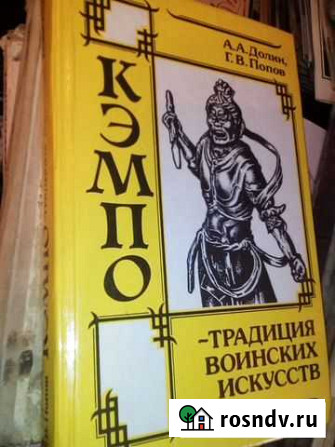 А.А.Долин,
Г.В.Попов
КЭМПО
-ТРАДИЦИЯ
ВОИНСКИХ
ИСКУССТВ
rosndv.ru